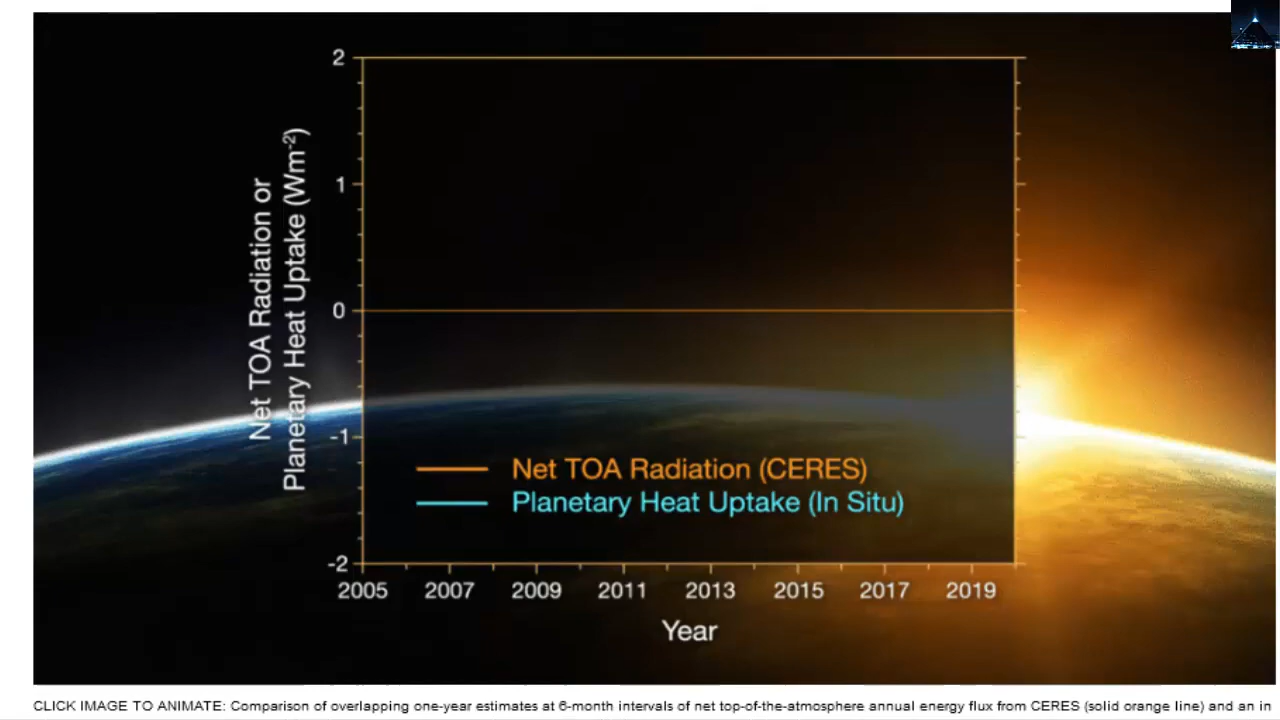 2
1
0
-1
-2
Net TOA Radiation or
Planetary Heat Uptake (Wm-2)
Net TOA Radiation (CERES)
Planetary Heat Uptake (In Situ)
2005 2007 2009 2011 2013 2015 2017 2019
Year
CLICK IMAGE TO ANIMATE: Comparison of overlapping one-year estimates at 6-month intervals of net top-of-the-atmosphere annual energy flux from CERES (solid orange line) and an in